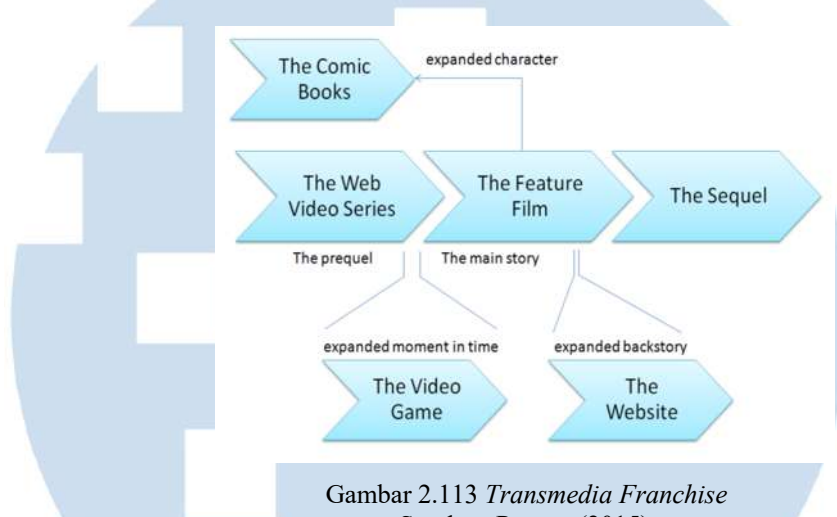 The Comic
Books
expanded character
The Web
Video Series
The Feature
Film
The Sequel
The prequel
The main story
expanded moment in time
expanded backstory
The Video
Game
The
Website
Gambar 2.113 Transmedia Franchise